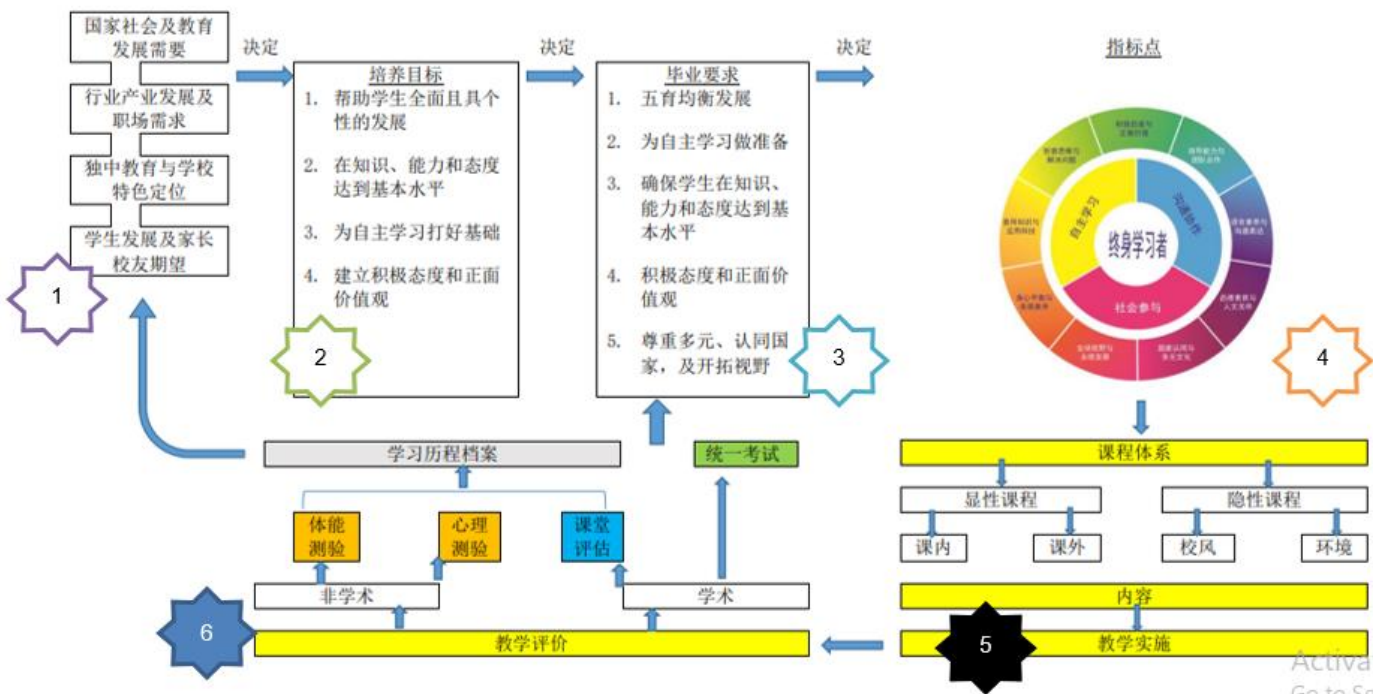 国家社会及教育
发展需要
行业产业发展及
职场需求
独中教育与学校
特色定位
学生发展及家长
校友期望
1
决定
培养目标
1. 帮助学生全面且具个
性的发展
2. 在知识、能力和态度
达到基本水平
3. 为自主学习打好基础
4. 建立积极态度和正面
价值观
2
决定
毕业要求
1. 五育均衡发展
2. 为自主学习做准备
3. 确保学生在知识、
能力和态度达到基
本水平
4. 积极态度和正面价
值观
5. 尊重多元、认同国
家，及开拓视野
3
决定
指标点
自主学习
沟通协作
终身学习者
社会参与
4
课程体系
显性课程
隐性课程
课内
课外
校风
环境
内容
教学实施
5
学习历程档案
统一考试
体能
测验
心理
测验
课堂
评估
非学术
学术
教学评价
6